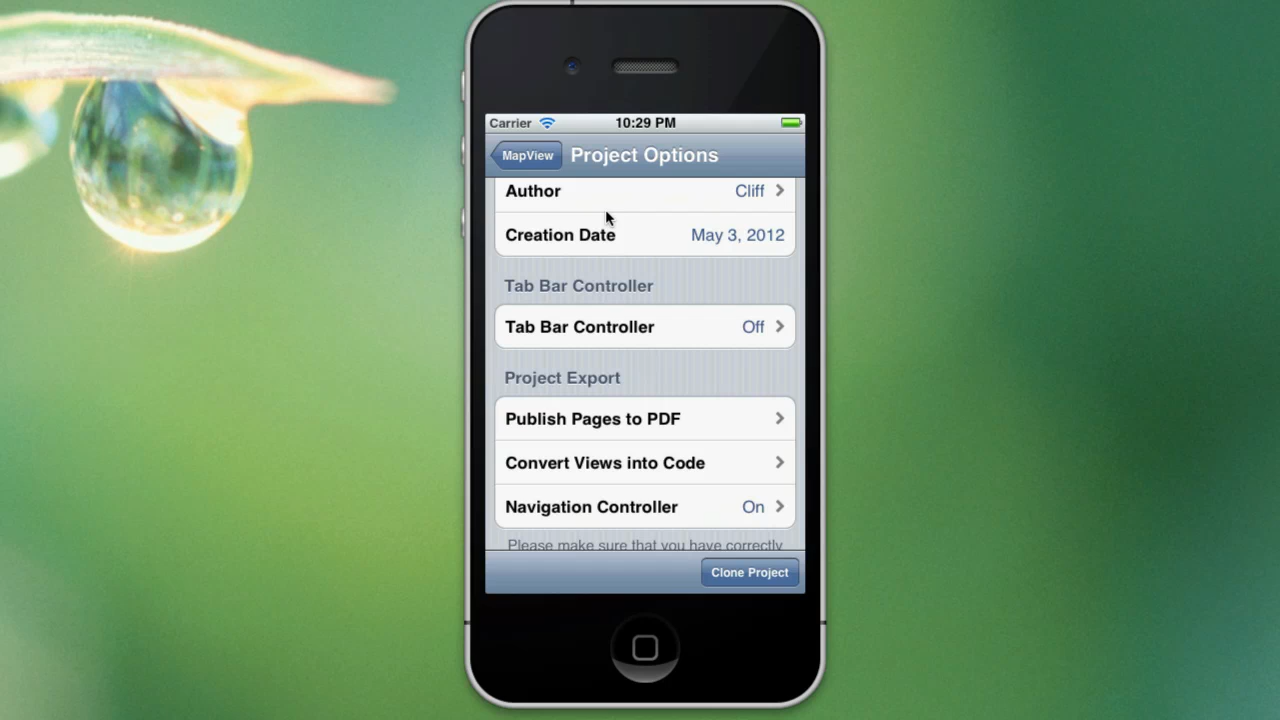 Carrier 10:29 PM
MapView Project Options
Author Cliff
Creation Date May 3, 2012
Tab Bar Controller
Tab Bar Controller Off
Project Export
Publish Pages to PDF
Convert Views into Code
Navigation Controller On
Please make sure that you have correctly
Clone Project